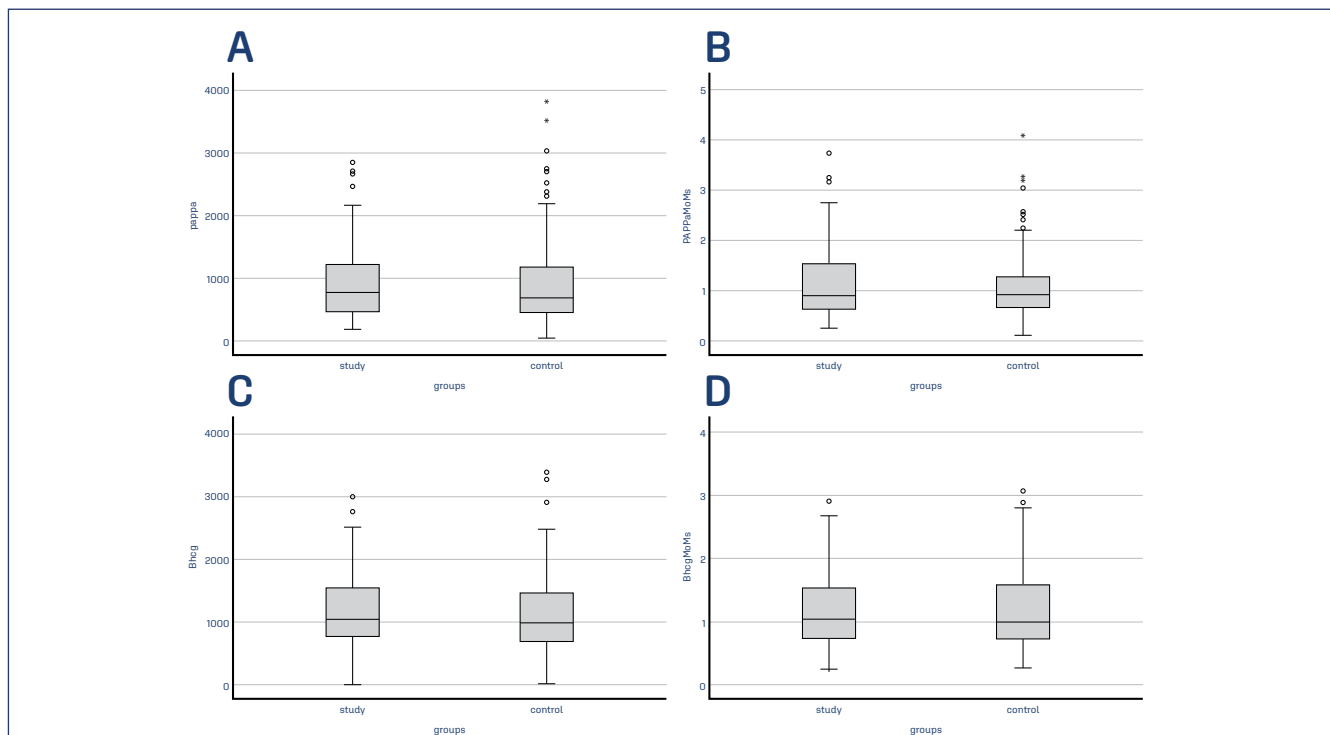 A
pappa
4000
3000
2000
1000
0
study control
groups
B
PAPPaMoMs
5
4
3
2
1
0
study control
groups
C
Bhcg
4000
3000
2000
1000
0
study control
groups
D
BhcgMoMs
4
3
2
1
0
study control
groups